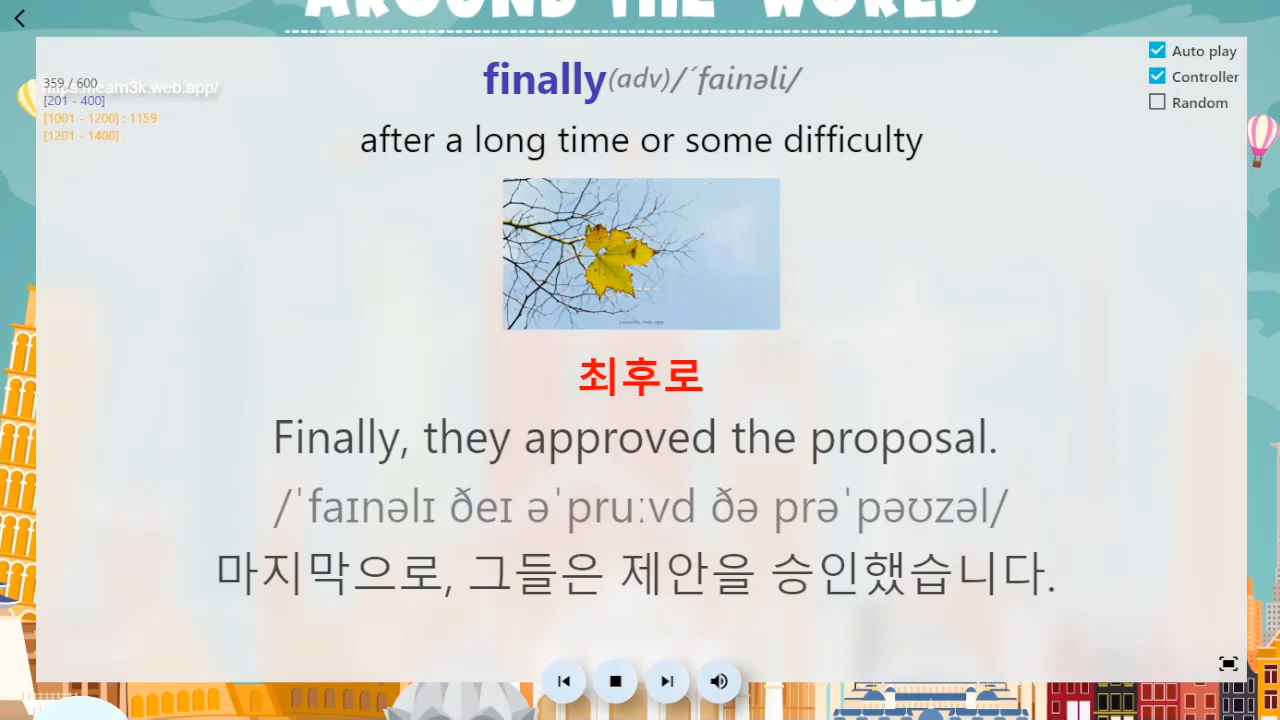 AROUND THE WORLD
359 / 600
https://learn3k.web.app/
[201 - 400]
[1001 - 1200] : 1159
[1201 - 1400]
Auto play
Controller
Random
finally(adv)/ˊfainəli/
after a long time or some difficulty
최후로
Finally, they approved the proposal.
/ˈfaɪnəlɪ ðeɪ əˈpruːvd ðə prəˈpəʊzəl/
마지막으로, 그들은 제안을 승인했습니다.